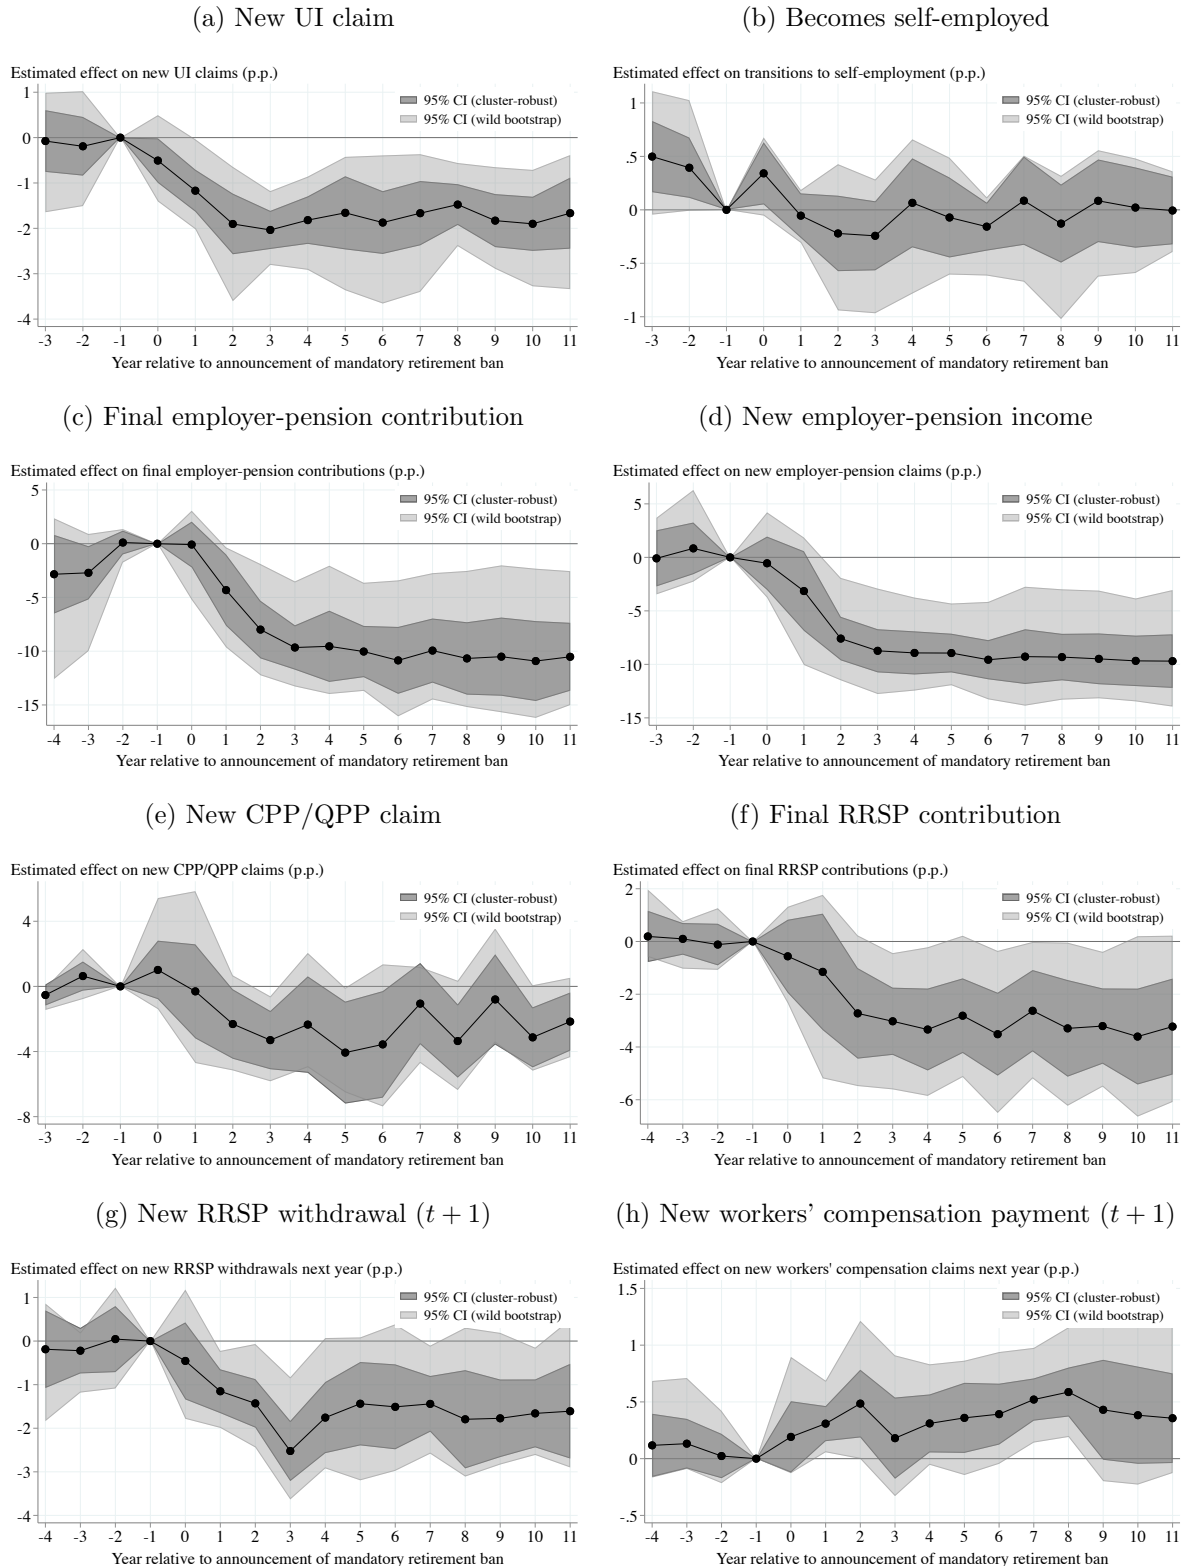 (a) New UI claim
(b) Becomes self-employed
Estimated effect on new UI claims (p.p.)
95% CI (cluster-robust)
95% CI (wild bootstrap)
1
0
-1
-2
-3
-4
-3 -2 -1 0 1 2 3 4 5 6 7 8 9 10 11
Year relative to announcement of mandatory retirement ban
Estimated effect on transitions to self-employment (p.p.)
95% CI (cluster-robust)
95% CI (wild bootstrap)
1
.5
0
-.5
-1
-3 -2 -1 0 1 2 3 4 5 6 7 8 9 10 11
Year relative to announcement of mandatory retirement ban
(c) Final employer-pension contribution
(d) New employer-pension income
Estimated effect on final employer-pension contributions (p.p.)
95% CI (cluster-robust)
95% CI (wild bootstrap)
5
0
-5
-10
-15
-4 -3 -2 -1 0 1 2 3 4 5 6 7 8 9 10 11
Year relative to announcement of mandatory retirement ban
Estimated effect on new employer-pension claims (p.p.)
95% CI (cluster-robust)
95% CI (wild bootstrap)
5
0
-5
-10
-15
-3 -2 -1 0 1 2 3 4 5 6 7 8 9 10 11
Year relative to announcement of mandatory retirement ban
(e) New CPP/QPP claim
(f) Final RRSP contribution
Estimated effect on new CPP/QPP claims (p.p.)
95% CI (cluster-robust)
95% CI (wild bootstrap)
4
0
-4
-8
-3 -2 -1 0 1 2 3 4 5 6 7 8 9 10 11
Year relative to announcement of mandatory retirement ban
Estimated effect on final RRSP contributions (p.p.)
95% CI (cluster-robust)
95% CI (wild bootstrap)
2
0
-2
-4
-6
-4 -3 -2 -1 0 1 2 3 4 5 6 7 8 9 10 11
Year relative to announcement of mandatory retirement ban
(g) New RRSP withdrawal (t + 1)
(h) New workers' compensation payment (t + 1)
Estimated effect on new RRSP withdrawals next year (p.p.)
95% CI (cluster-robust)
95% CI (wild bootstrap)
1
0
-1
-2
-3
-4
-4 -3 -2 -1 0 1 2 3 4 5 6 7 8 9 10 11
Year relative to announcement of mandatory retirement ban
Estimated effect on new workers' compensation claims next year (p.p.)
95% CI (cluster-robust)
95% CI (wild bootstrap)
1.5
1
.5
0
-.5
-4 -3 -2 -1 0 1 2 3 4 5 6 7 8 9 10 11
Year relative to announcement of mandatory retirement ban